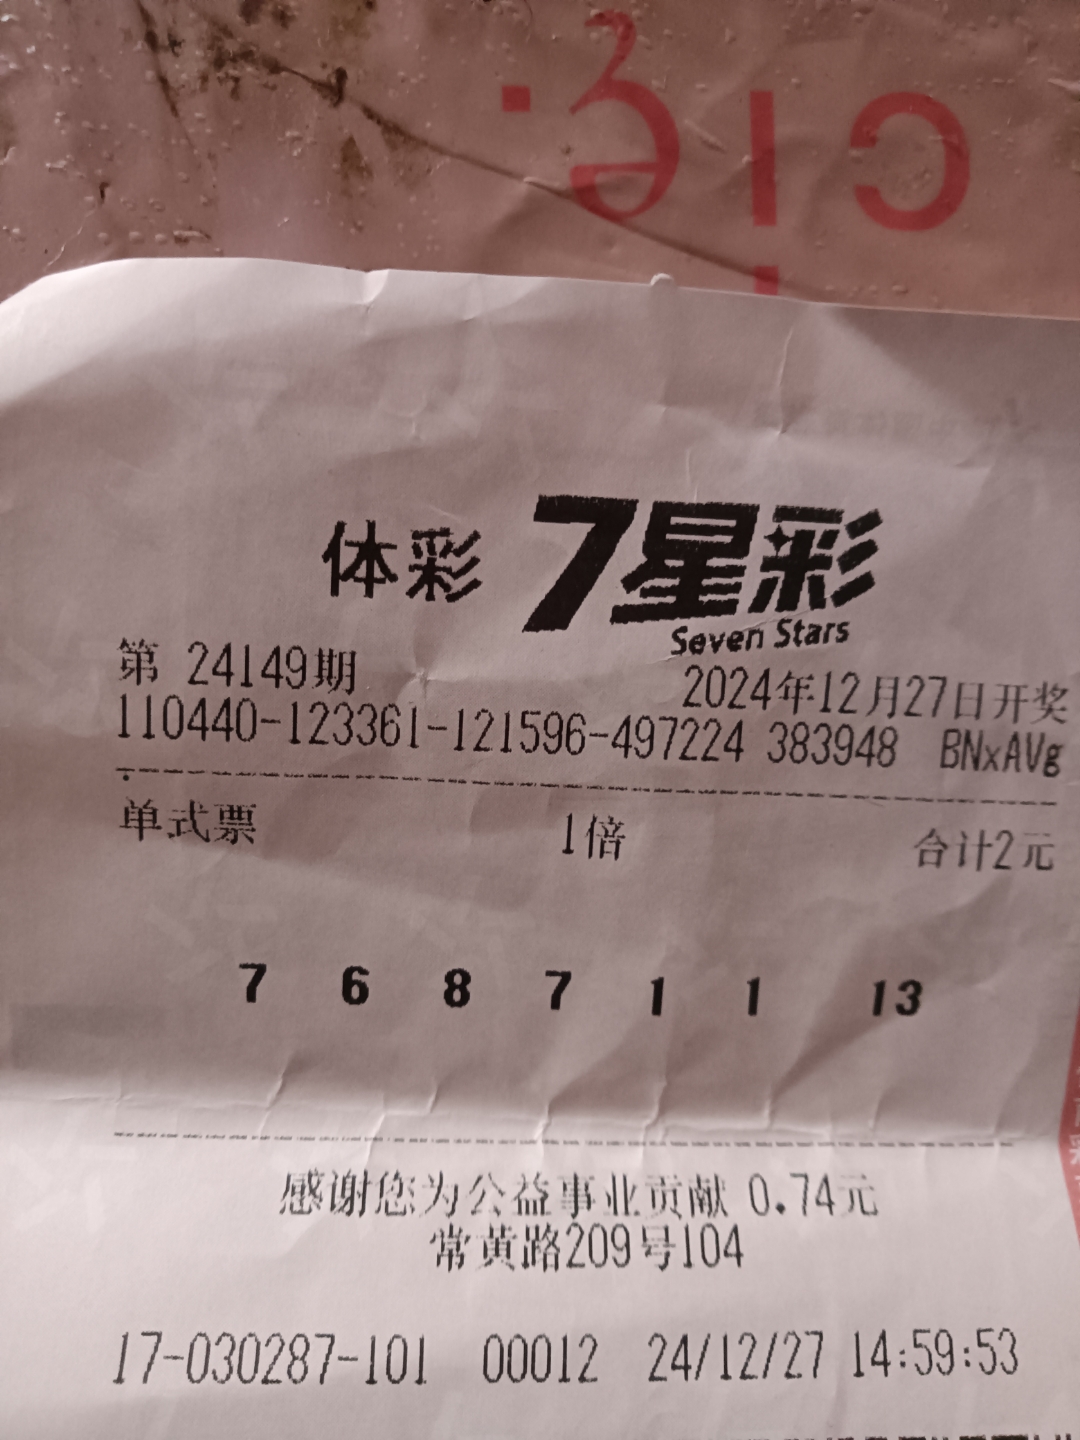 体彩 7星彩
Seven Stars
第 24149期 2024年12月27日开奖
110440-123361-121596-497224 383948 BNxAVg
单式票 1倍 合计2元
7 6 8 7 1 1 13
感谢您为公益事业贡献 0.74元
常黄路209号104
17-030287-101 00012 24/12/27 14:59:53